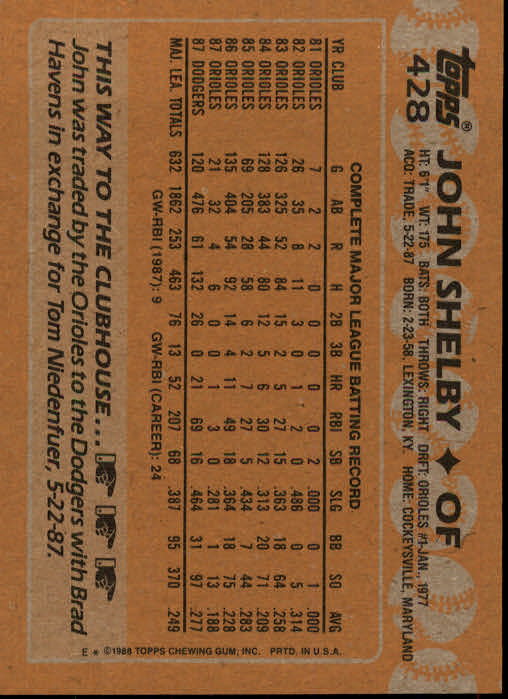 Topps®
428
JOHN SHELBY ✦ OF
HT: 6'1" WT: 175 BATS: BOTH THROWS: RIGHT DRFT: ORIOLES #1-JAN., 1977
ACQ: TRADE, 5-22-87 BORN: 2-23-58, LEXINGTON, KY. HOME: COCKEYSVILLE, MARYLAND
COMPLETE MAJOR LEAGUE BATTING RECORD
YR CLUB G AB R H 2B 3B HR RBI SB SLG BB SO AVG
81 ORIOLES 7 2 2 0 0 0 0 0 2 .000 0 1 .000
82 ORIOLES 26 35 8 11 3 0 1 2 0 .486 0 5 .314
83 ORIOLES 126 325 52 84 15 2 5 27 15 .363 18 64 .258
84 ORIOLES 128 383 44 80 12 5 6 30 12 .313 20 71 .209
85 ORIOLES 69 205 28 58 6 2 7 27 5 .434 7 44 .283
86 ORIOLES 135 404 54 92 14 4 11 49 18 .364 18 75 .228
87 ORIOLES 21 32 4 6 0 0 1 3 0 .281 1 13 .188
87 DODGERS 120 476 61 132 26 0 21 69 16 .464 31 97 .277
MAJ. LEA. TOTALS 632 1862 253 463 76 13 52 207 68 .387 95 370 .249
GW-RBI (1987): 9 GW-RBI (CAREER): 24
THIS WAY TO THE CLUBHOUSE...
John was traded by the Orioles to the Dodgers with Brad
Havens in exchange for Tom Niedenfuer, 5-22-87.
E * ©1988 TOPPS CHEWING GUM, INC. PRTD. IN U.S.A.